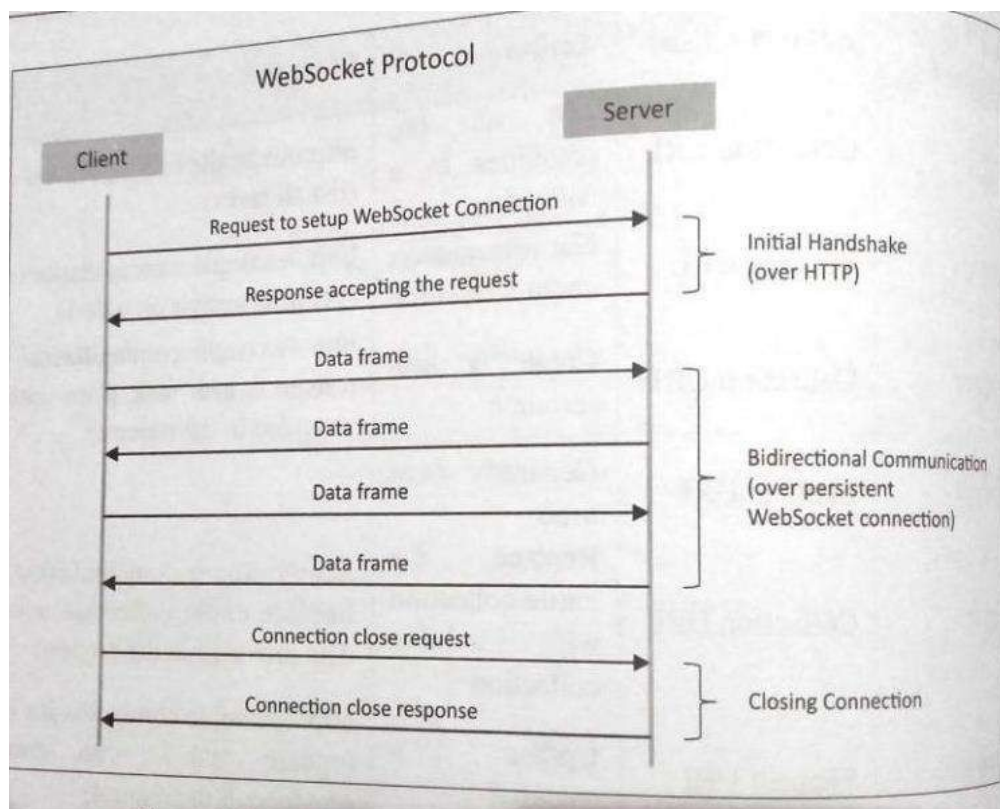 WebSocket Protocol
Client
Server
Request to setup WebSocket Connection
Response accepting the request
Initial Handshake
(over HTTP)
Data frame
Data frame
Data frame
Data frame
Bidirectional Communication
(over persistent
WebSocket connection)
Connection close request
Connection close response
Closing Connection